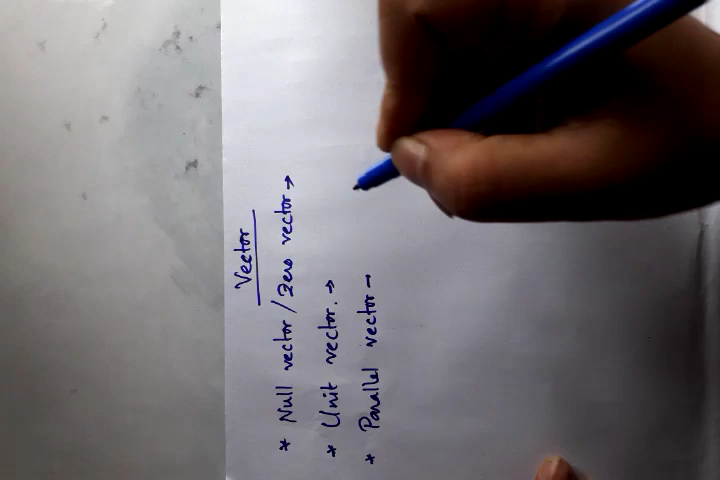 Vector
* Null vector / Zero vector →
* Unit vector. →
* Parallel vector →